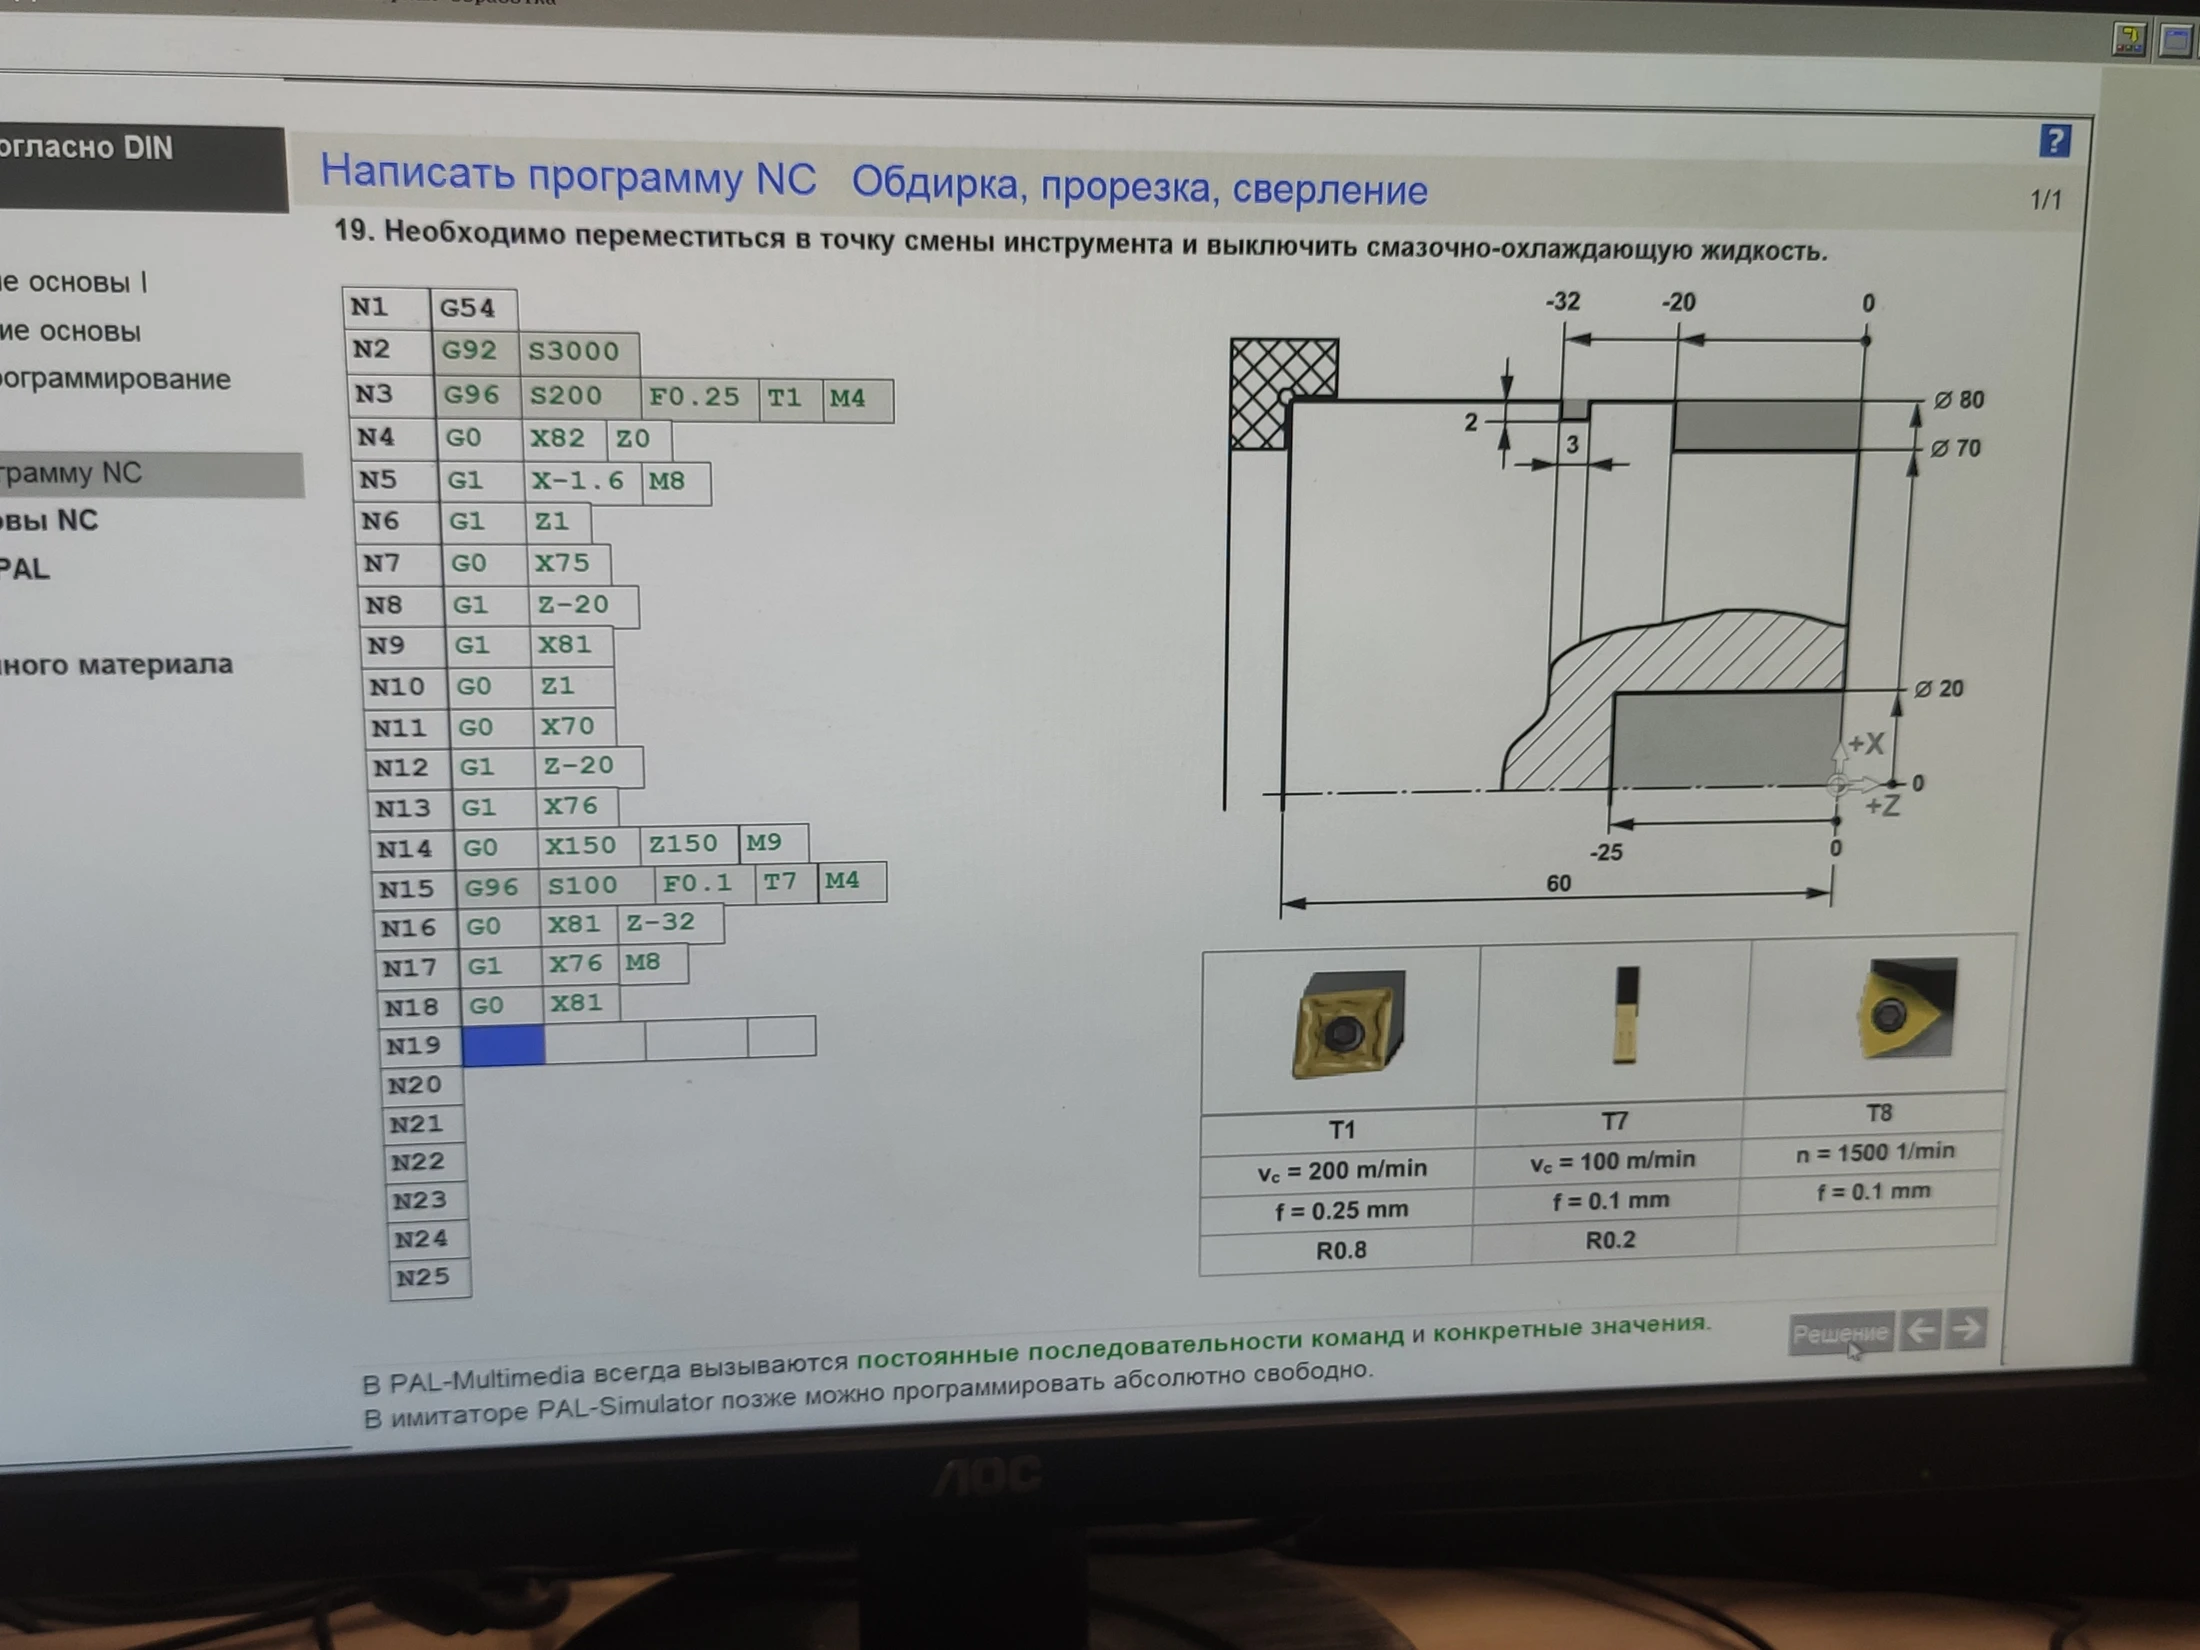 огласно DIN
е основы I
ие основы
ограммирование
грамму NC
овы NC
PAL
ного материала
?
Написать программу NC Обдирка, прорезка, сверление
1/1
19. Необходимо переместиться в точку смены инструмента и выключить смазочно-охлаждающую жидкость.
N1 G54
N2 G92 S3000
N3 G96 S200 F0.25 T1 M4
N4 G0 X82 Z0
N5 G1 X-1.6 M8
N6 G1 Z1
N7 G0 X75
N8 G1 Z-20
N9 G1 X81
N10 G0 Z1
N11 G0 X70
N12 G1 Z-20
N13 G1 X76
N14 G0 X150 Z150 M9
N15 G96 S100 F0.1 T7 M4
N16 G0 X81 Z-32
N17 G1 X76 M8
N18 G0 X81
N19
N20
N21
N22
N23
N24
N25
-32 -20 0
Ø 80
2
3
Ø 70
Ø 20
+X
0
+Z
-25 0
60
T1 T7 T8
vc = 200 m/min vc = 100 m/min n = 1500 1/min
f = 0.25 mm f = 0.1 mm f = 0.1 mm
R0.8 R0.2
В PAL-Multimedia всегда вызываются постоянные последовательности команд и конкретные значения.
В имитаторе PAL-Simulator позже можно программировать абсолютно свободно.
Решение
AOC